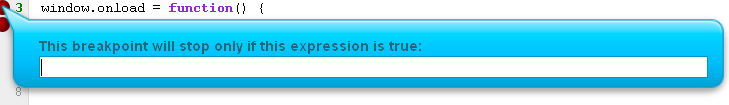 3 window.onload = function() {
This breakpoint will stop only if this expression is true:
8